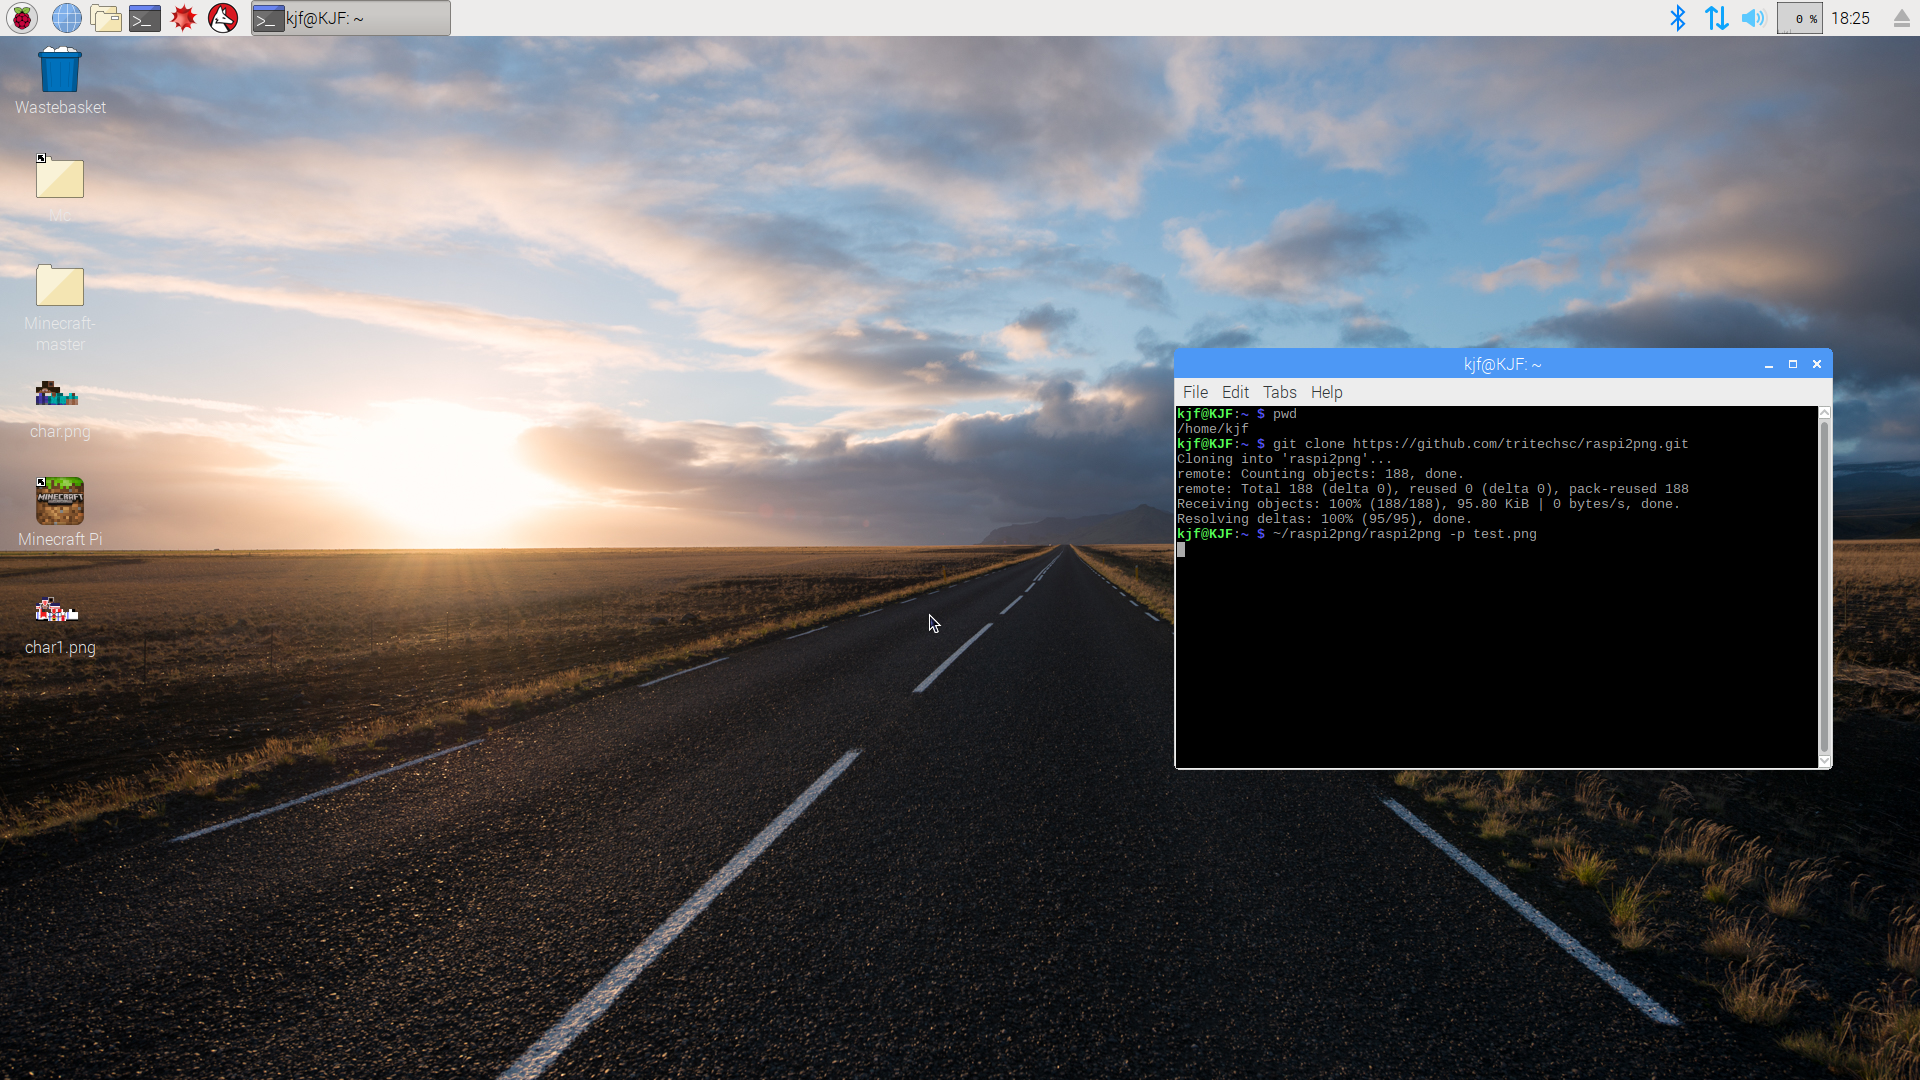 kjf@KJF: ~
0 %
18:25
Wastebasket
Mc
Minecraft-
master
char.png
MINECRAFT
Minecraft Pi
char1.png
kjf@KJF: ~
File Edit Tabs Help
kjf@KJF:~ $ pwd
/home/kjf
kjf@KJF:~ $ git clone https://github.com/tritechsc/raspi2png.git
Cloning into 'raspi2png'...
remote: Counting objects: 188, done.
remote: Total 188 (delta 0), reused 0 (delta 0), pack-reused 188
Receiving objects: 100% (188/188), 95.80 KiB | 0 bytes/s, done.
Resolving deltas: 100% (95/95), done.
kjf@KJF:~ $ ~/raspi2png/raspi2png -p test.png